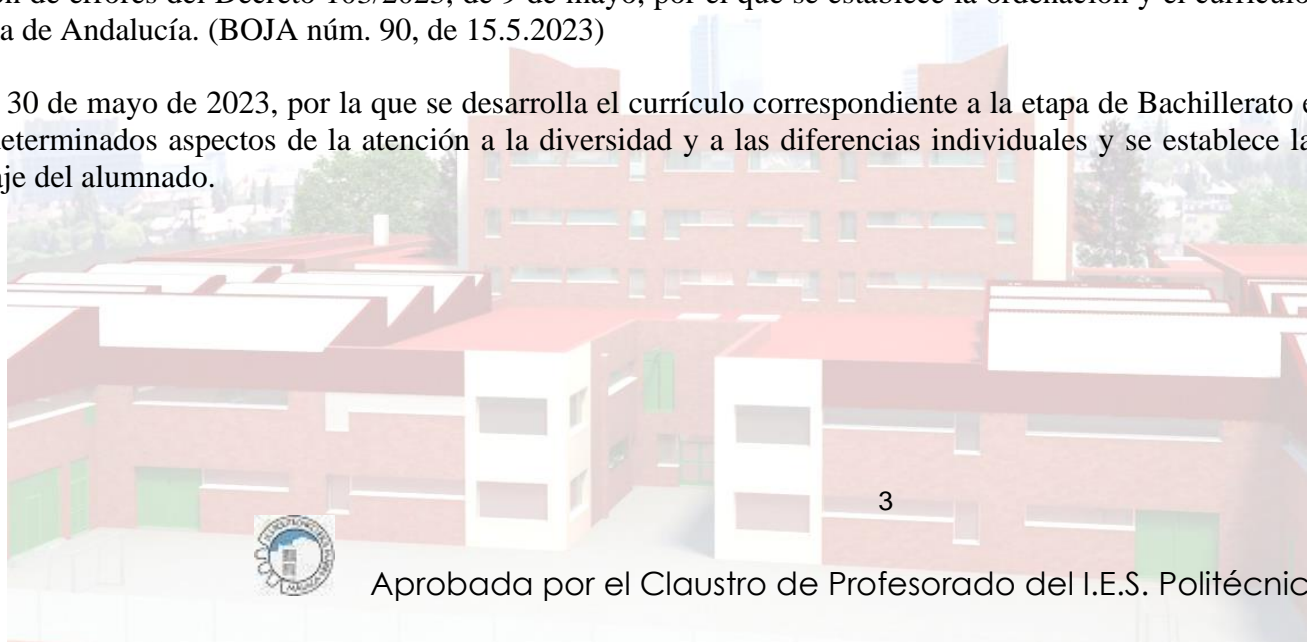 a de Andalucía. (BOJA núm. 90, de 15.5.2023)
30 de mayo de 2023, por la que se desarrolla el currículo correspondiente a la etapa de Bachillerato e
eterminados aspectos de la atención a la diversidad y a las diferencias individuales y se establece la
je del alumnado.
3
Aprobada por el Claustro de Profesorado del I.E.S. Politécnic